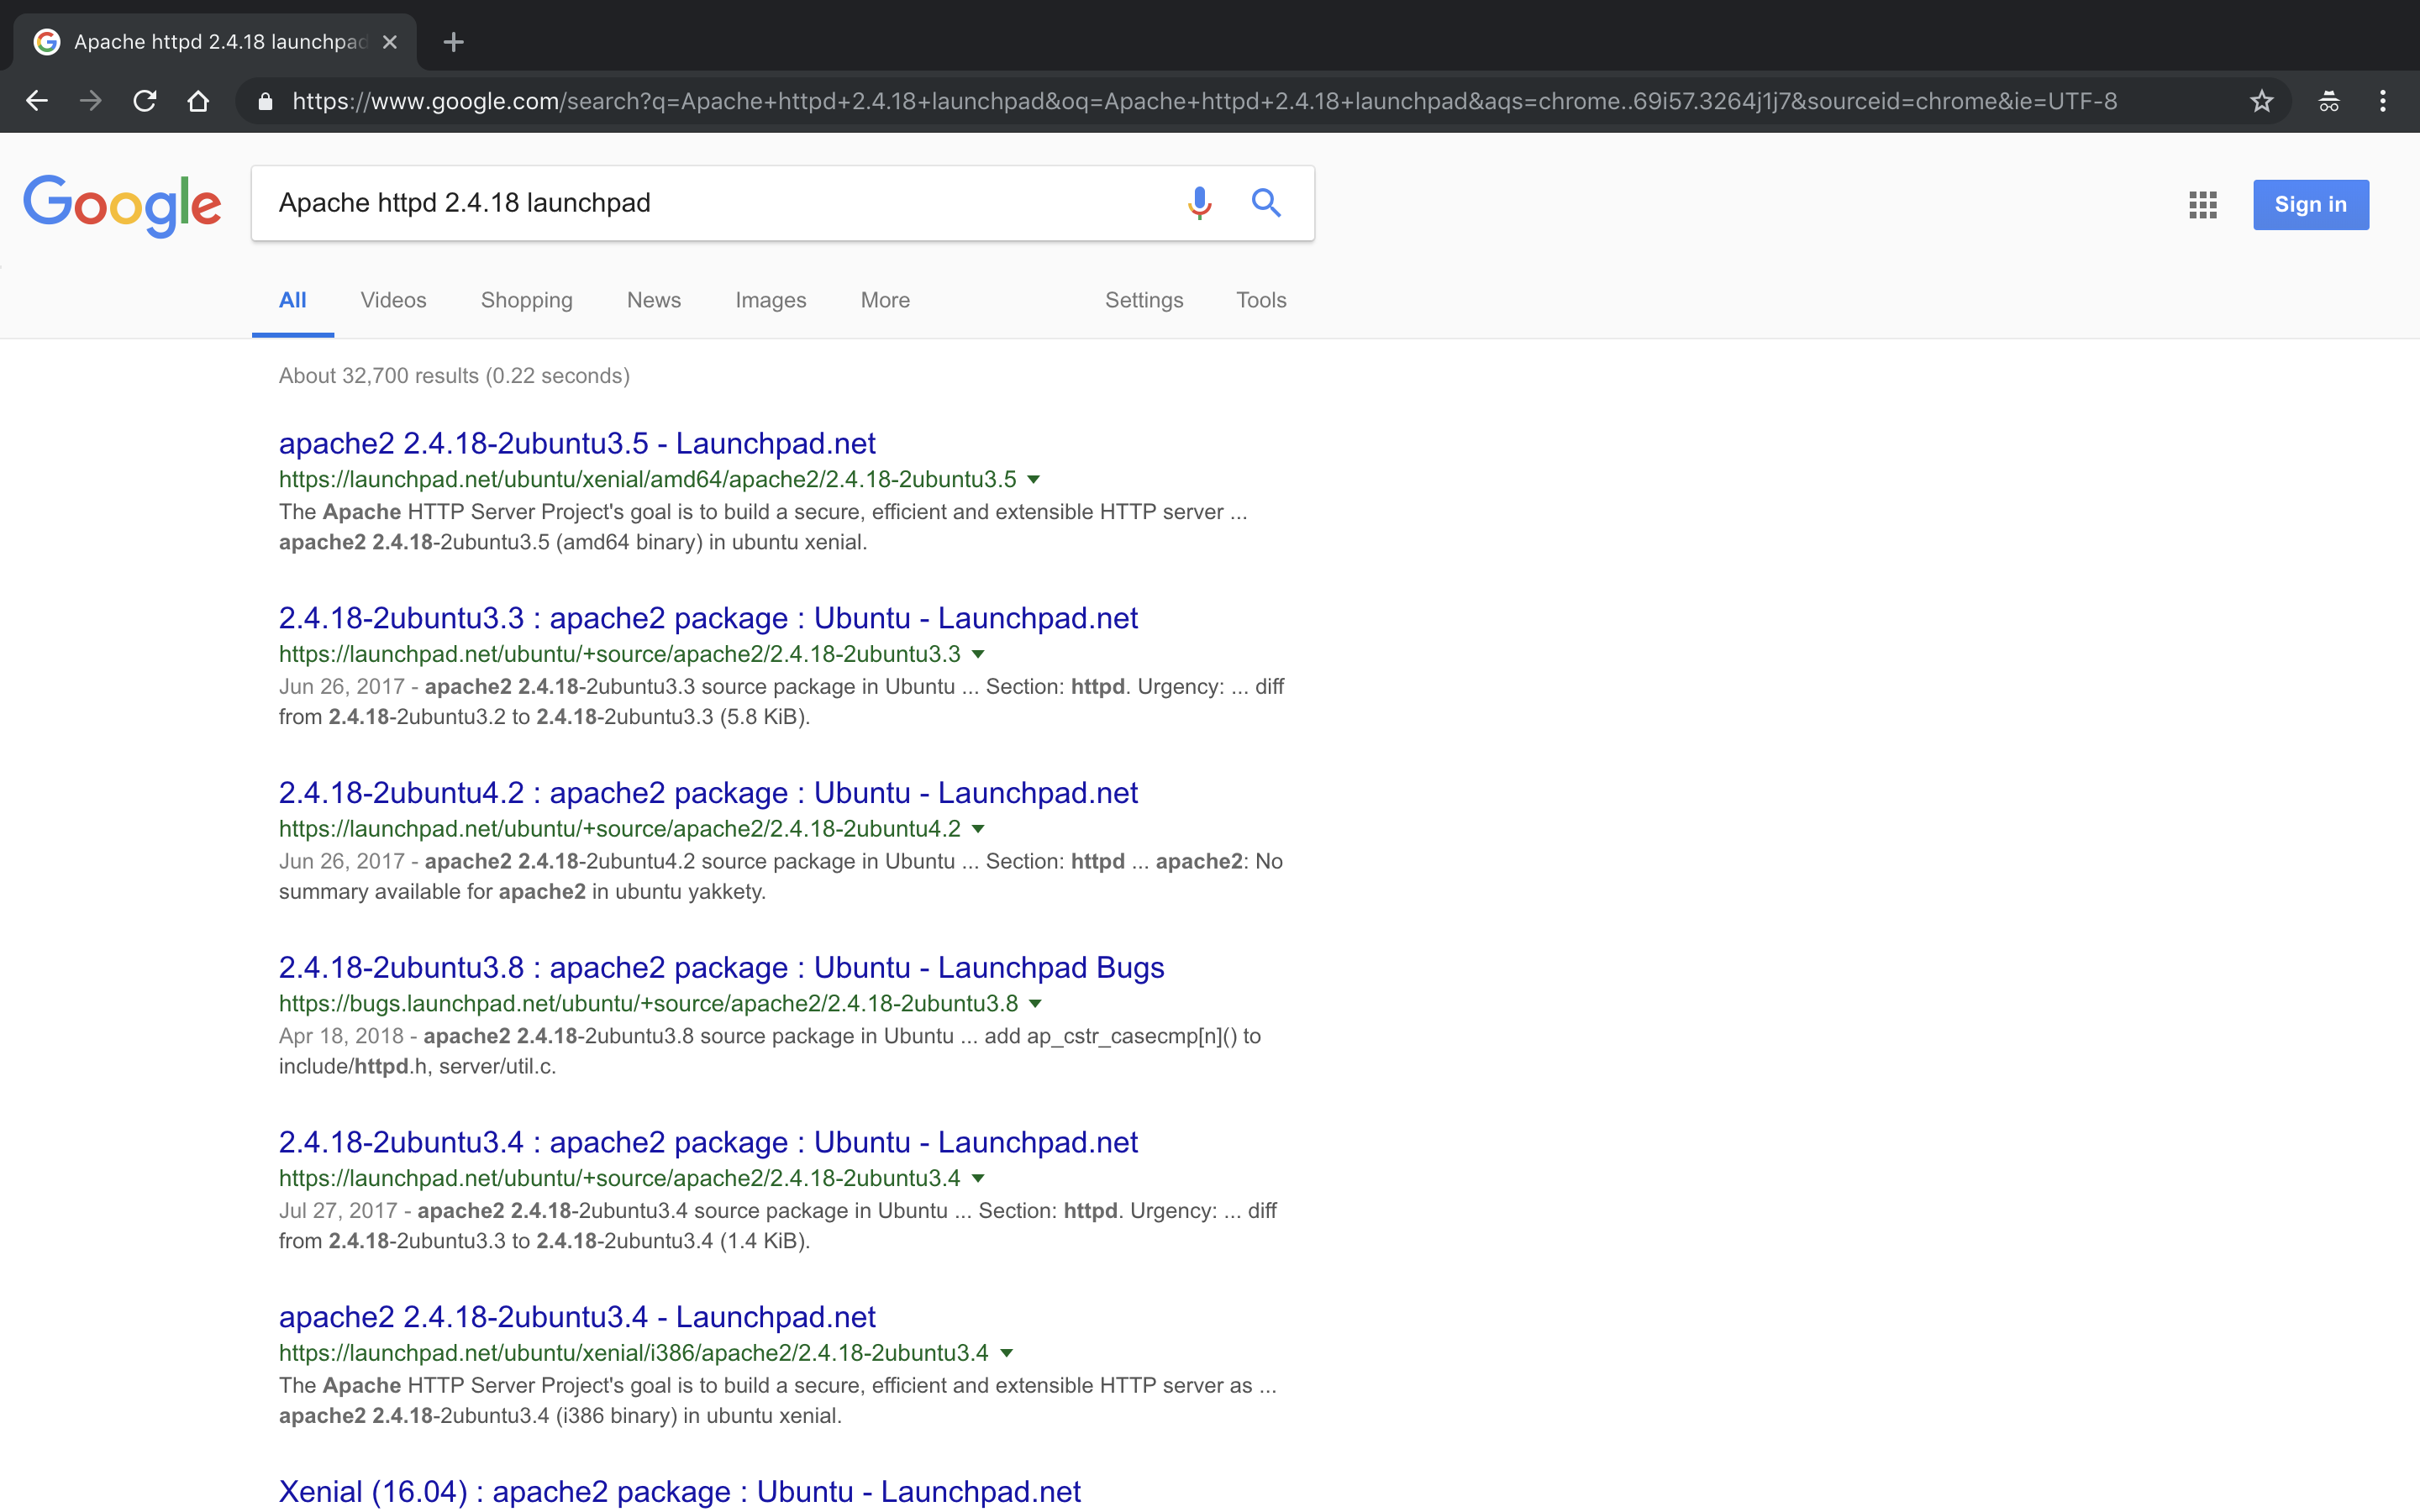 Apache httpd 2.4.18 launchpad
https://www.google.com/search?q=Apache+httpd+2.4.18+launchpad&oq=Apache+httpd+2.4.18+launchpad&aqs=chrome..69i57.3264j1j7&sourceid=chrome&ie=UTF-8
Google
Apache httpd 2.4.18 launchpad
Sign in
All Videos Shopping News Images More Settings Tools
About 32,700 results (0.22 seconds)
apache2 2.4.18-2ubuntu3.5 - Launchpad.net
https://launchpad.net/ubuntu/xenial/amd64/apache2/2.4.18-2ubuntu3.5
The Apache HTTP Server Project's goal is to build a secure, efficient and extensible HTTP server ...
apache2 2.4.18-2ubuntu3.5 (amd64 binary) in ubuntu xenial.
2.4.18-2ubuntu3.3 : apache2 package : Ubuntu - Launchpad.net
https://launchpad.net/ubuntu/+source/apache2/2.4.18-2ubuntu3.3
Jun 26, 2017 - apache2 2.4.18-2ubuntu3.3 source package in Ubuntu ... Section: httpd. Urgency: ... diff
from 2.4.18-2ubuntu3.2 to 2.4.18-2ubuntu3.3 (5.8 KiB).
2.4.18-2ubuntu4.2 : apache2 package : Ubuntu - Launchpad.net
https://launchpad.net/ubuntu/+source/apache2/2.4.18-2ubuntu4.2
Jun 26, 2017 - apache2 2.4.18-2ubuntu4.2 source package in Ubuntu ... Section: httpd ... apache2: No
summary available for apache2 in ubuntu yakkety.
2.4.18-2ubuntu3.8 : apache2 package : Ubuntu - Launchpad Bugs
https://bugs.launchpad.net/ubuntu/+source/apache2/2.4.18-2ubuntu3.8
Apr 18, 2018 - apache2 2.4.18-2ubuntu3.8 source package in Ubuntu ... add ap_cstr_casecmp[n]() to
include/httpd.h, server/util.c.
2.4.18-2ubuntu3.4 : apache2 package : Ubuntu - Launchpad.net
https://launchpad.net/ubuntu/+source/apache2/2.4.18-2ubuntu3.4
Jul 27, 2017 - apache2 2.4.18-2ubuntu3.4 source package in Ubuntu ... Section: httpd. Urgency: ... diff
from 2.4.18-2ubuntu3.3 to 2.4.18-2ubuntu3.4 (1.4 KiB).
apache2 2.4.18-2ubuntu3.4 - Launchpad.net
https://launchpad.net/ubuntu/xenial/i386/apache2/2.4.18-2ubuntu3.4
The Apache HTTP Server Project's goal is to build a secure, efficient and extensible HTTP server as ...
apache2 2.4.18-2ubuntu3.4 (i386 binary) in ubuntu xenial.
Xenial (16.04) : apache2 package : Ubuntu - Launchpad.net